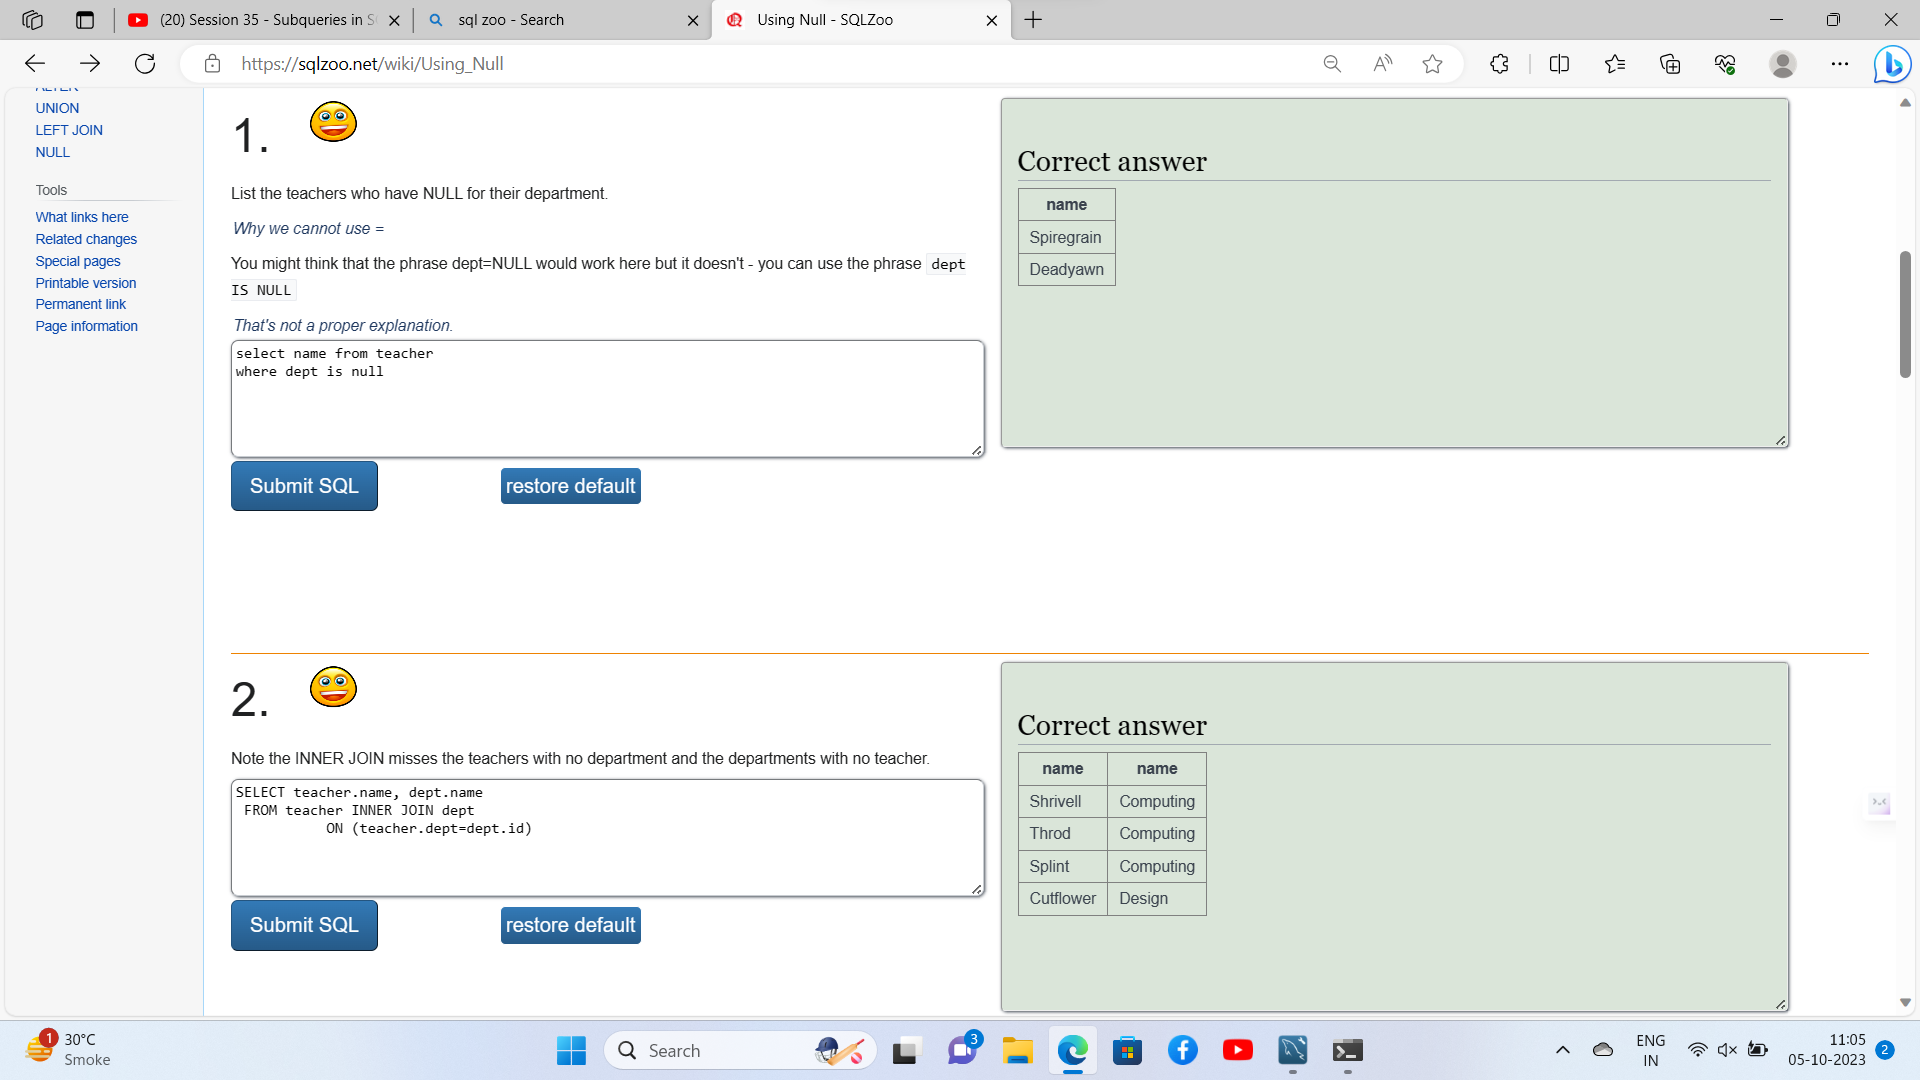 (20) Session 35 - Subqueries in S
sql zoo - Search
Using Null - SQLZoo
https://sqlzoo.net/wiki/Using_Null
ALTER
UNION
LEFT JOIN
NULL
Tools
What links here
Related changes
Special pages
Printable version
Permanent link
Page information
1.
List the teachers who have NULL for their department.
Why we cannot use =
You might think that the phrase dept=NULL would work here but it doesn't - you can use the phrase dept
IS NULL
That's not a proper explanation.
select name from teacher
where dept is null
Submit SQL
restore default
Correct answer
name
Spiregrain
Deadyawn
2.
Note the INNER JOIN misses the teachers with no department and the departments with no teacher.
SELECT teacher.name, dept.name
FROM teacher INNER JOIN dept
ON (teacher.dept=dept.id)
Submit SQL
restore default
Correct answer
name name
Shrivell Computing
Throd Computing
Splint Computing
Cutflower Design
1
30°C
Smoke
Search
3
ENG
IN
11:05
05-10-2023
2